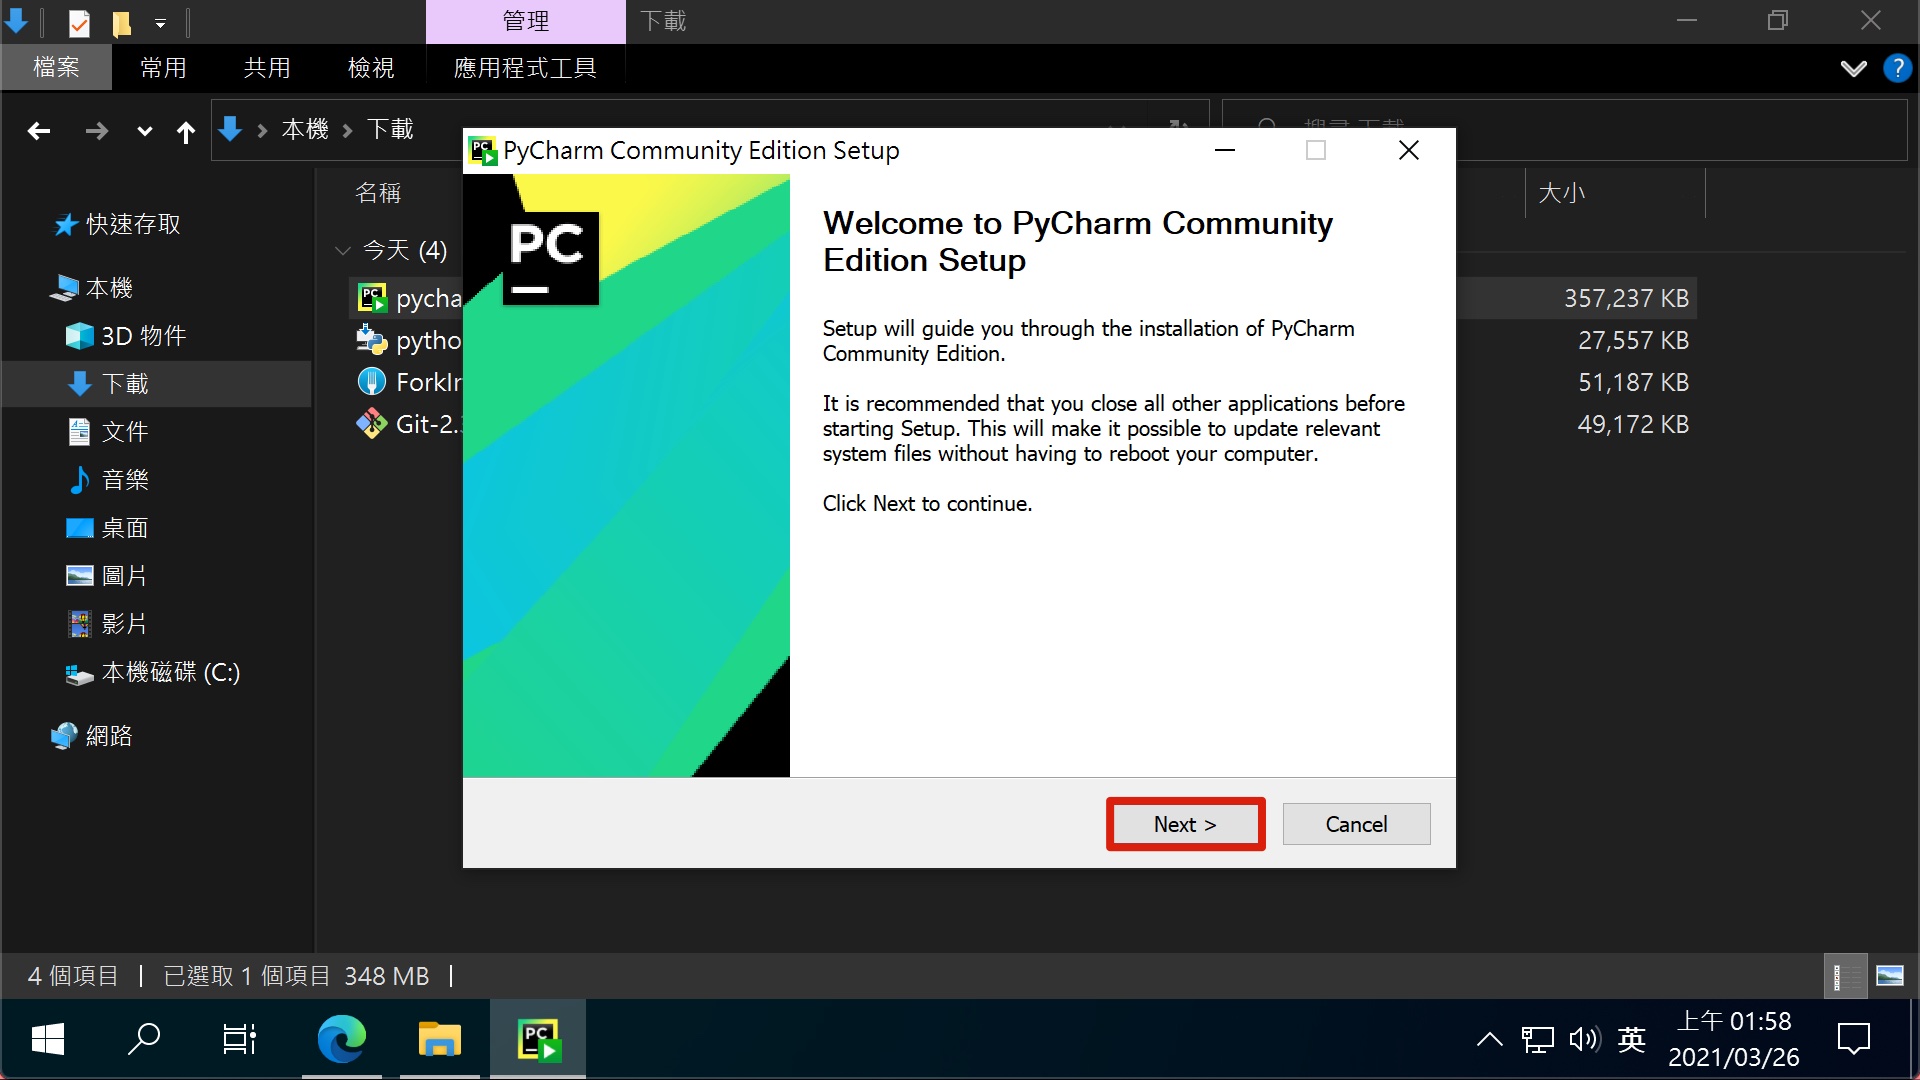 管理
下載
檔案
常用
共用
檢視
應用程式工具
本機
下載
搜尋 下載
PyCharm Community Edition Setup
名稱
大小
快速存取
本機
3D 物件
下載
文件
音樂
桌面
圖片
影片
本機磁碟 (C:)
網路
今天 (4)
pycha
357,237 KB
pytho
27,557 KB
ForkIn
51,187 KB
Git-2.3
49,172 KB
PC
Welcome to PyCharm Community
Edition Setup
Setup will guide you through the installation of PyCharm
Community Edition.
It is recommended that you close all other applications before
starting Setup. This will make it possible to update relevant
system files without having to reboot your computer.
Click Next to continue.
Next >
Cancel
4 個項目
已選取 1 個項目 348 MB
英
上午 01:58
2021/03/26